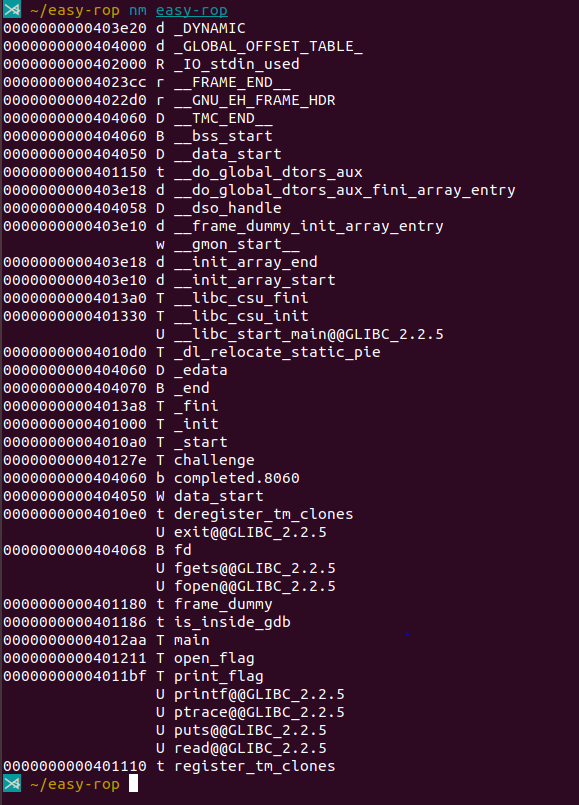 ~/easy-rop nm easy-rop
0000000000403e20 d _DYNAMIC
0000000000404000 d _GLOBAL_OFFSET_TABLE_
0000000000402000 R _IO_stdin_used
00000000004023cc r __FRAME_END__
00000000004022d0 r __GNU_EH_FRAME_HDR
0000000000404060 D __TMC_END__
0000000000404060 B __bss_start
0000000000404050 D __data_start
0000000000401150 t __do_global_dtors_aux
0000000000403e18 d __do_global_dtors_aux_fini_array_entry
0000000000404058 D __dso_handle
0000000000403e10 d __frame_dummy_init_array_entry
w __gmon_start__
0000000000403e18 d __init_array_end
0000000000403e10 d __init_array_start
00000000004013a0 T __libc_csu_fini
0000000000401330 T __libc_csu_init
U __libc_start_main@@GLIBC_2.2.5
00000000004010d0 T _dl_relocate_static_pie
0000000000404060 D _edata
0000000000404070 B _end
00000000004013a8 T _fini
0000000000401000 T _init
00000000004010a0 T _start
000000000040127e T challenge
0000000000404060 b completed.8060
0000000000404050 W data_start
00000000004010e0 t deregister_tm_clones
U exit@@GLIBC_2.2.5
0000000000404068 B fd
U fgets@@GLIBC_2.2.5
U fopen@@GLIBC_2.2.5
0000000000401180 t frame_dummy
0000000000401186 t is_inside_gdb
00000000004012aa T main
0000000000401211 T open_flag
00000000004011bf T print_flag
U printf@@GLIBC_2.2.5
U ptrace@@GLIBC_2.2.5
U puts@@GLIBC_2.2.5
U read@@GLIBC_2.2.5
0000000000401110 t register_tm_clones
~/easy-rop